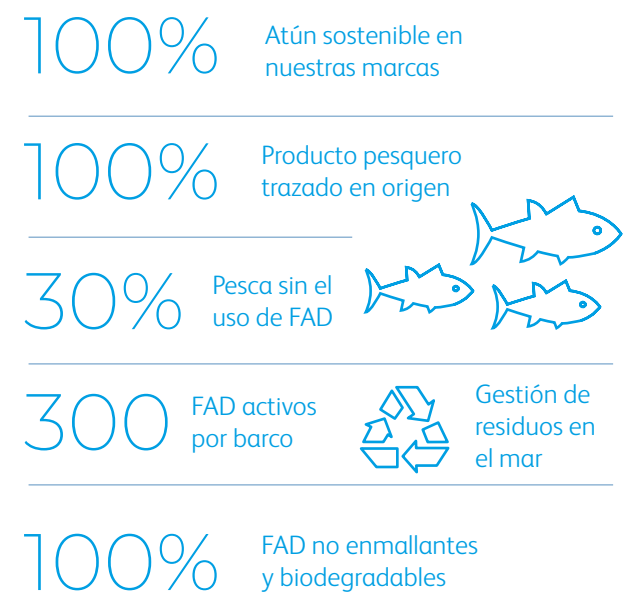 100%
Atún sostenible en
nuestras marcas
100%
Producto pesquero
trazado en origen
30%
Pesca sin el
uso de FAD
300
FAD activos
por barco
Gestión de
residuos en
el mar
100%
FAD no enmallantes
y biodegradables